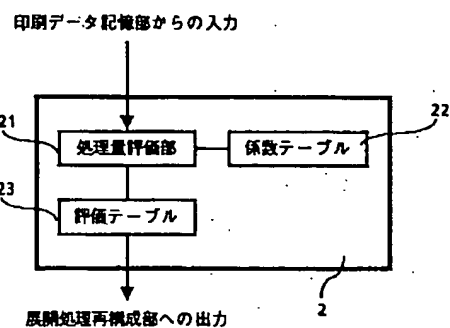 印刷データ記憶部からの入力
21
処理量評価部
22
係数テーブル
23
評価テーブル
2
展開処理再構成部への出力